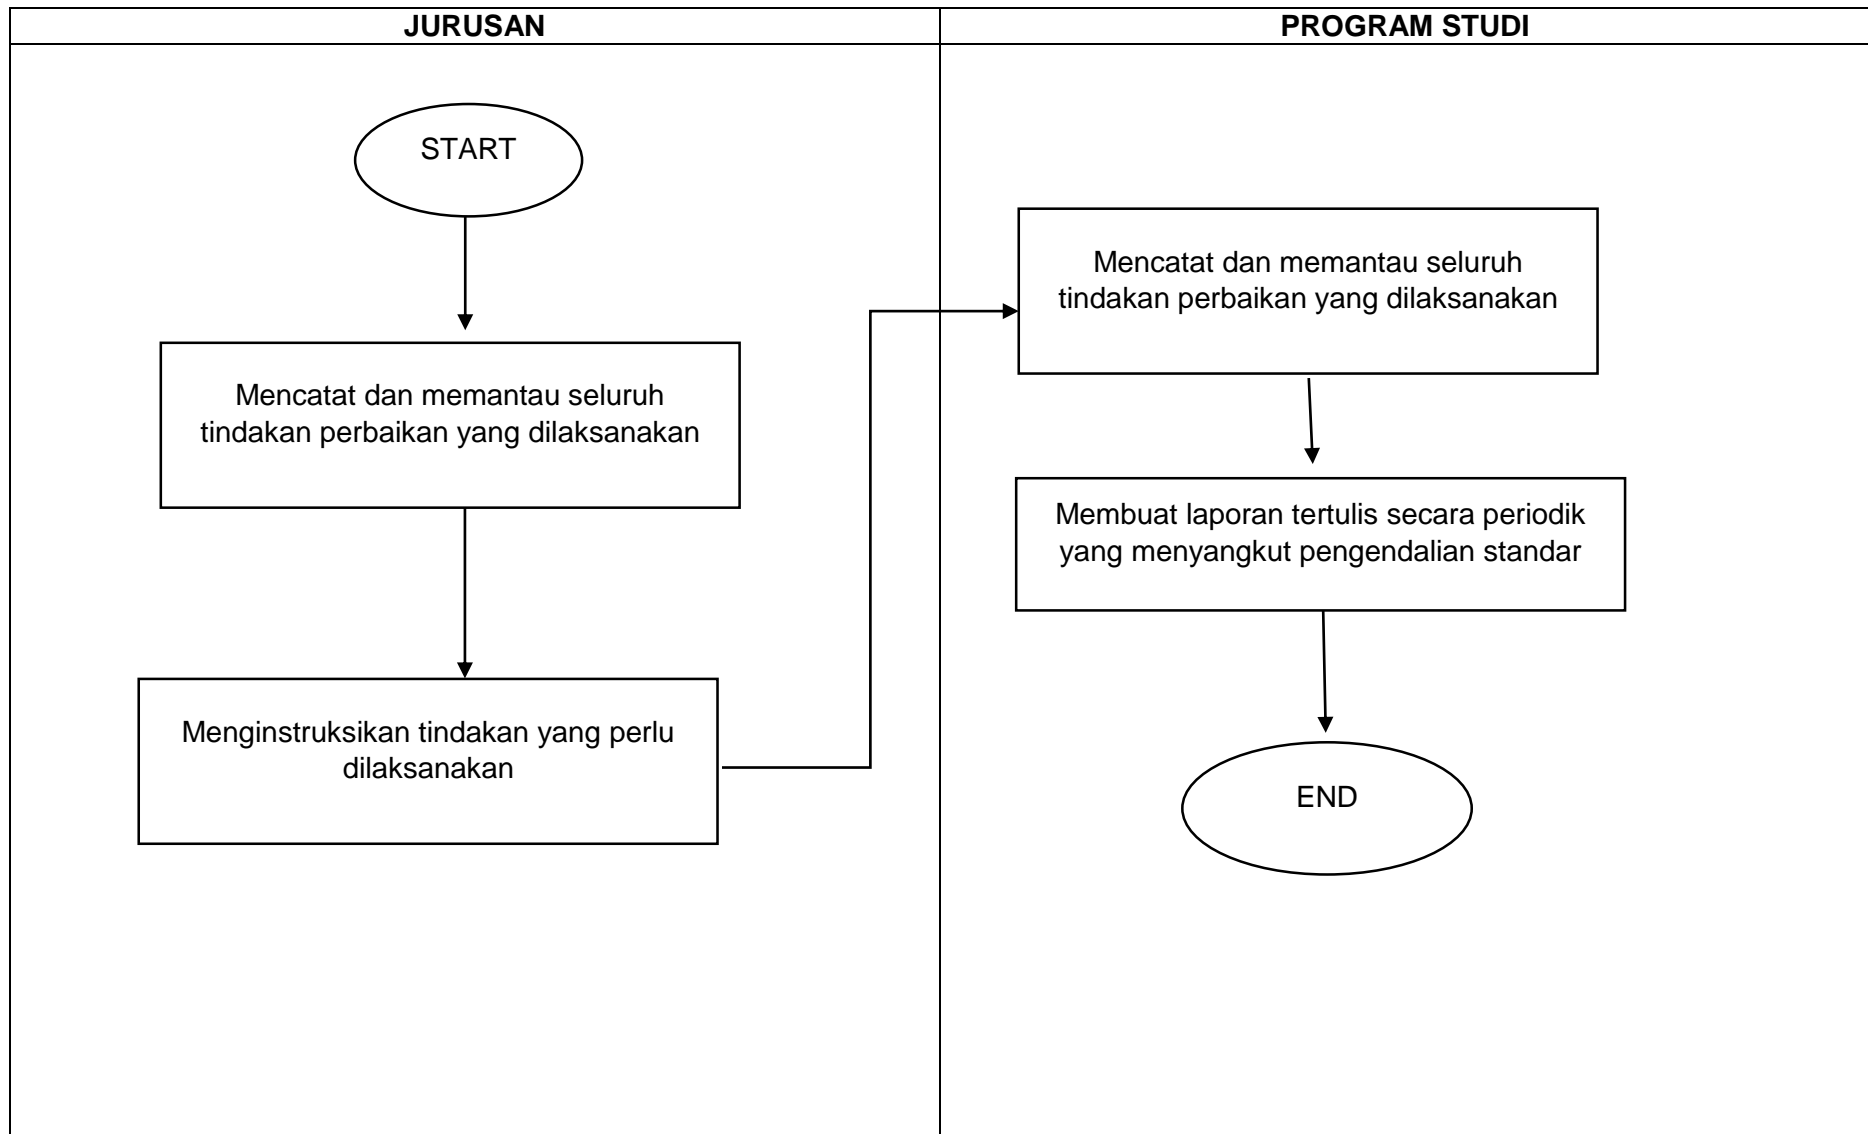 JURUSAN
PROGRAM STUDI
START
Mencatat dan memantau seluruh
tindakan perbaikan yang dilaksanakan
Menginstruksikan tindakan yang perlu
dilaksanakan
Mencatat dan memantau seluruh
tindakan perbaikan yang dilaksanakan
Membuat laporan tertulis secara periodik
yang menyangkut pengendalian standar
END